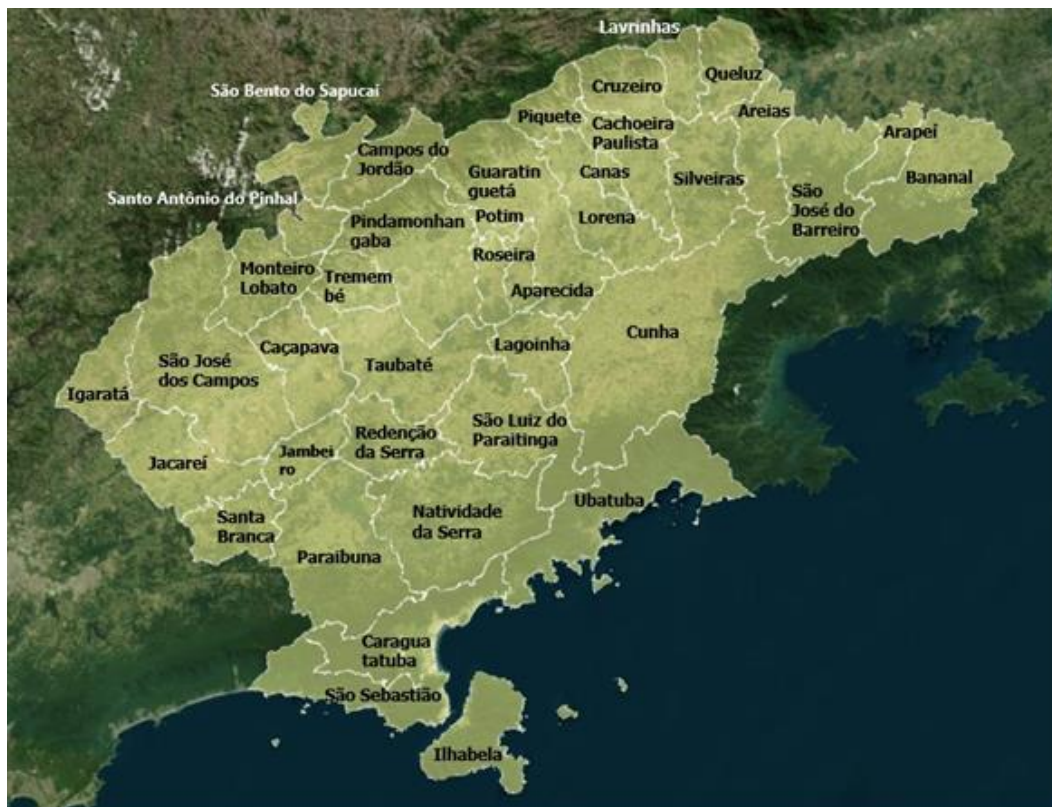 Lavrinhas
Queluz
Cruzeiro
São Bento do Sapucaí
Areias
Piquete
Cachoeira
Paulista
Arapeí
Campos do
Jordão
Guaratin
guetá
Canas
Silveiras
Bananal
Santo Antônio do Pinhal
São
José do
Barreiro
Pindamonhan
gaba
Potim
Lorena
Roseira
Monteiro
Lobato
Tremem
bé
Aparecida
Cunha
Caçapava
Lagoinha
São José
dos Campos
Taubaté
Igaratá
São Luiz do
Paraitinga
Redenção
da Serra
Jacareí
Jambei
ro
Ubatuba
Natividade
da Serra
Santa
Branca
Paraibuna
Caragua
tatuba
São Sebastião
Ilhabela